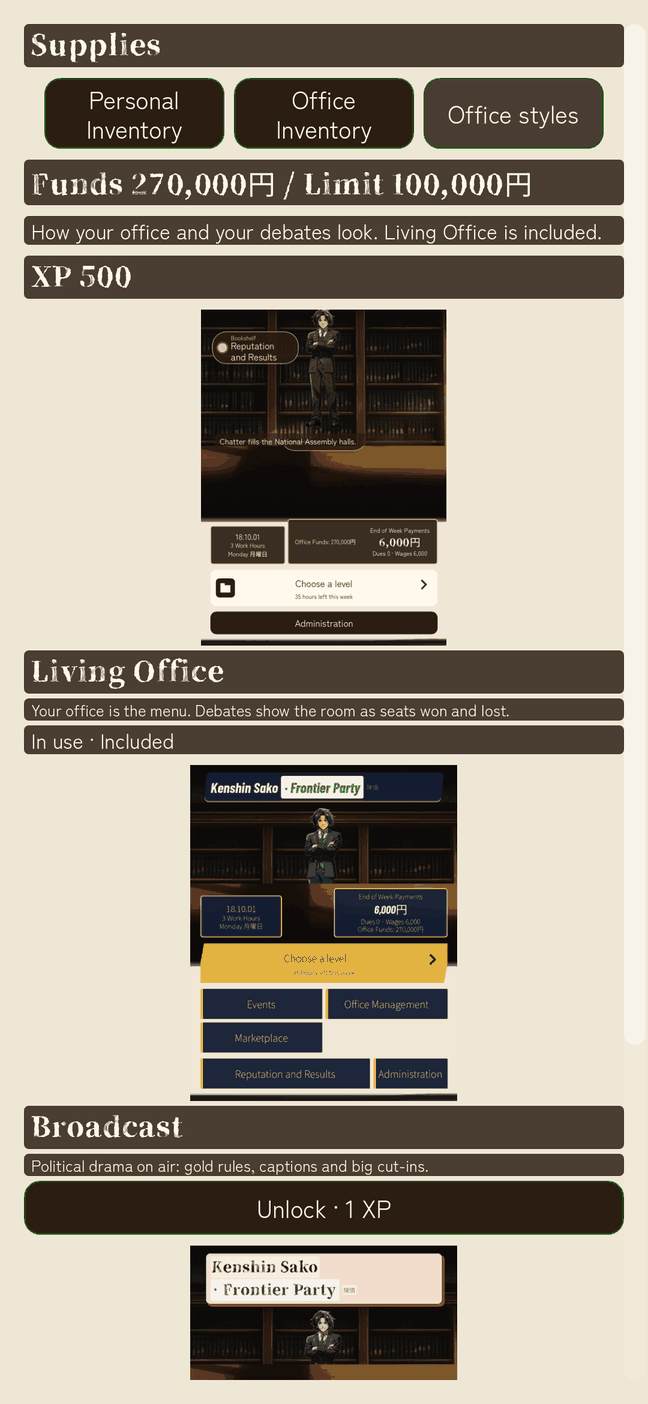 Supplies
Personal
Inventory
Office
Inventory
Office styles
Funds 270,000円 / Limit 100,000円
How your office and your debates look. Living Office is included.
XP 500
Bookshelf
Reputation
and Results
Chatter fills the National Assembly halls.
18.10.01
3 Work Hours
Monday 月曜日
Office Funds: 270,000円
End of Week Payments
6,000円
Dues 0 · Wages 6,000
Choose a level
35 hours left this week
Administration
Living Office
Your office is the menu. Debates show the room as seats won and lost.
In use · Included
Kenshin Sako · Frontier Party
18.10.01
3 Work Hours
Monday 月曜日
End of Week Payments
6,000円
Dues 0 · Wages 6,000
Office Funds: 270,000円
Choose a level
Events
Office Management
Marketplace
Reputation and Results
Administration
Broadcast
Political drama on air: gold rules, captions and big cut-ins.
Unlock · 1 XP
Kenshin Sako
· Frontier Party